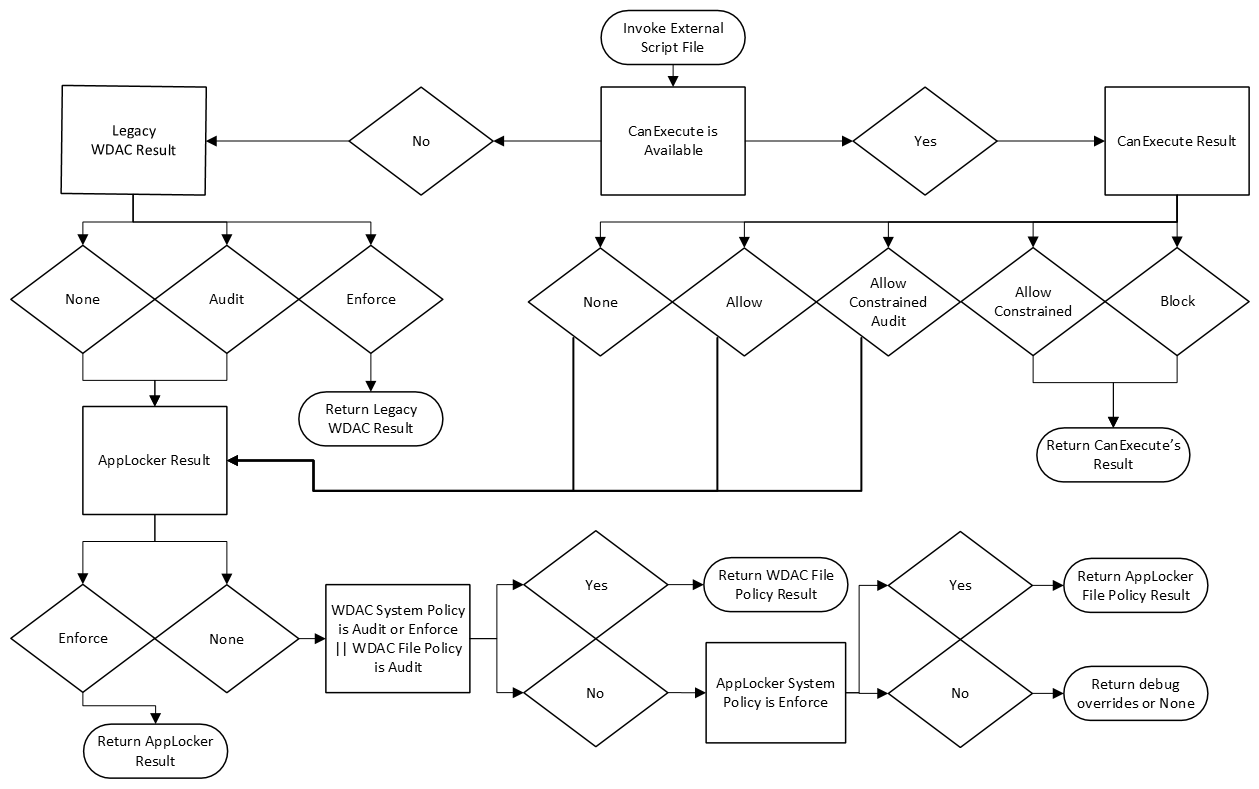 Invoke External
Script File
Legacy
WDAC Result
No
CanExecute is
Available
Yes
CanExecute Result
None
Audit
Enforce
None
Allow
Allow
Constrained
Audit
Allow
Constrained
Block
Return Legacy
WDAC Result
Return CanExecute's
Result
AppLocker Result
Enforce
None
WDAC System Policy
is Audit or Enforce
|| WDAC File Policy
is Audit
Yes
Return WDAC File
Policy Result
No
AppLocker System
Policy is Enforce
Yes
Return AppLocker
File Policy Result
No
Return debug
overrides or None
Return AppLocker
Result